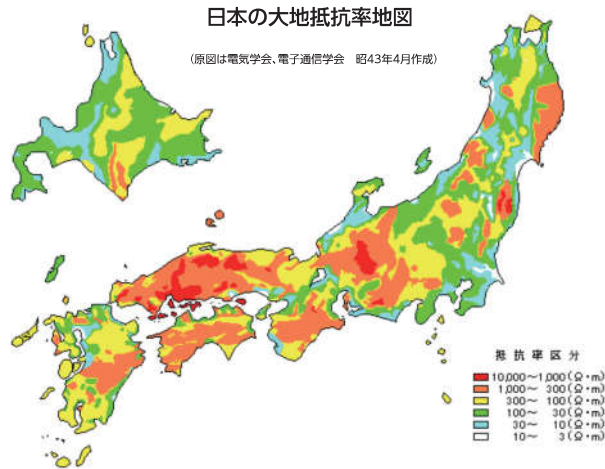 日本の大地抵抗率地図
（原図は電気学会、電子通信学会　昭43年4月作成）
抵抗率区分
10,000～1,000（Ω・m）
1,000～ 300（Ω・m）
300～ 100（Ω・m）
100～ 30（Ω・m）
30～ 10（Ω・m）
10～ 3（Ω・m）